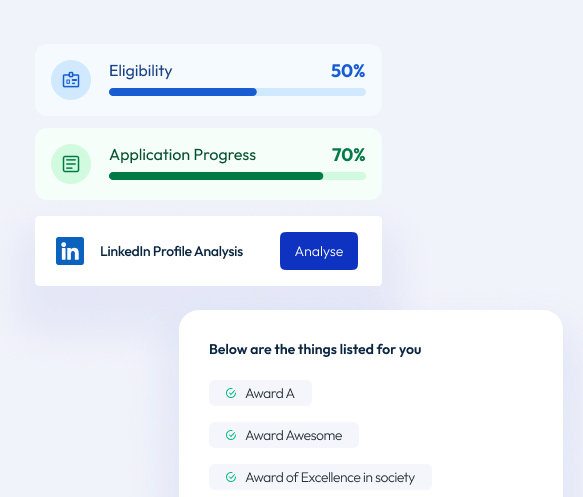 Eligibility 50%
Application Progress 70%
in LinkedIn Profile Analysis Analyse
Below are the things listed for you
Award A
Award Awesome
Award of Excellence in society